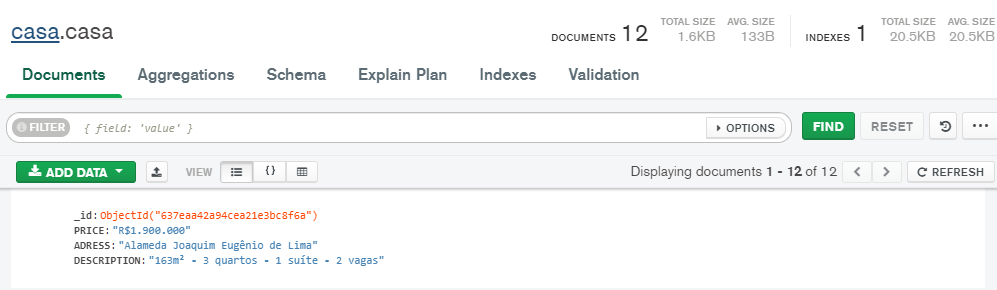 casa.casa
DOCUMENTS 12 TOTAL SIZE 1.6KB AVG. SIZE 133B INDEXES 1 TOTAL SIZE 20.5KB AVG. SIZE 20.5KB
Documents Aggregations Schema Explain Plan Indexes Validation
FILTER { field: 'value' } OPTIONS FIND RESET ...
ADD DATA VIEW {} Displaying documents 1 - 12 of 12 < > REFRESH
_id:ObjectId("637eaa42a94cea21e3bc8f6a")
PRICE:"R$1.900.000"
ADRESS:"Alameda Joaquim Eugênio de Lima"
DESCRIPTION:"163m² - 3 quartos - 1 suíte - 2 vagas"